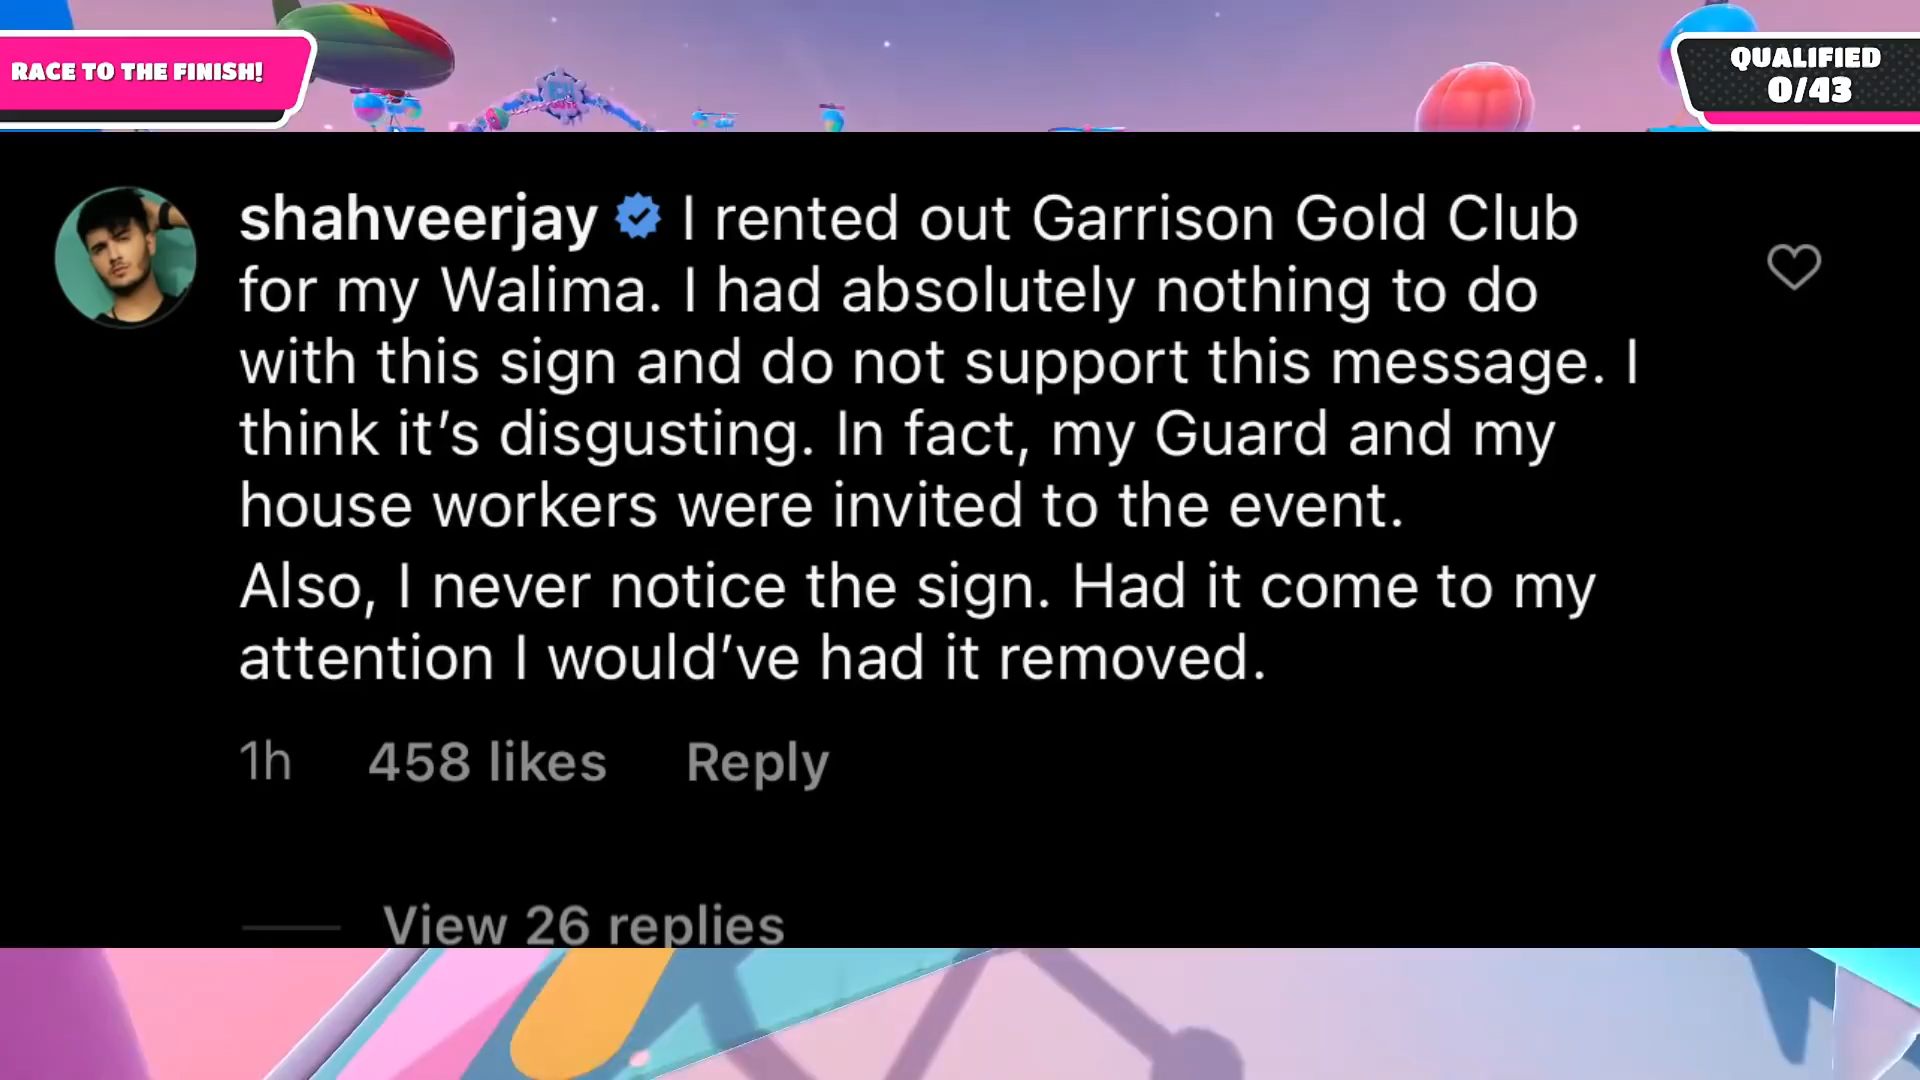 RACE TO THE FINISH!
QUALIFIED
0/43
shahveerjay I rented out Garrison Gold Club
for my Walima. I had absolutely nothing to do
with this sign and do not support this message. I
think it’s disgusting. In fact, my Guard and my
house workers were invited to the event.
Also, I never notice the sign. Had it come to my
attention I would’ve had it removed.
1h 458 likes Reply
View 26 replies